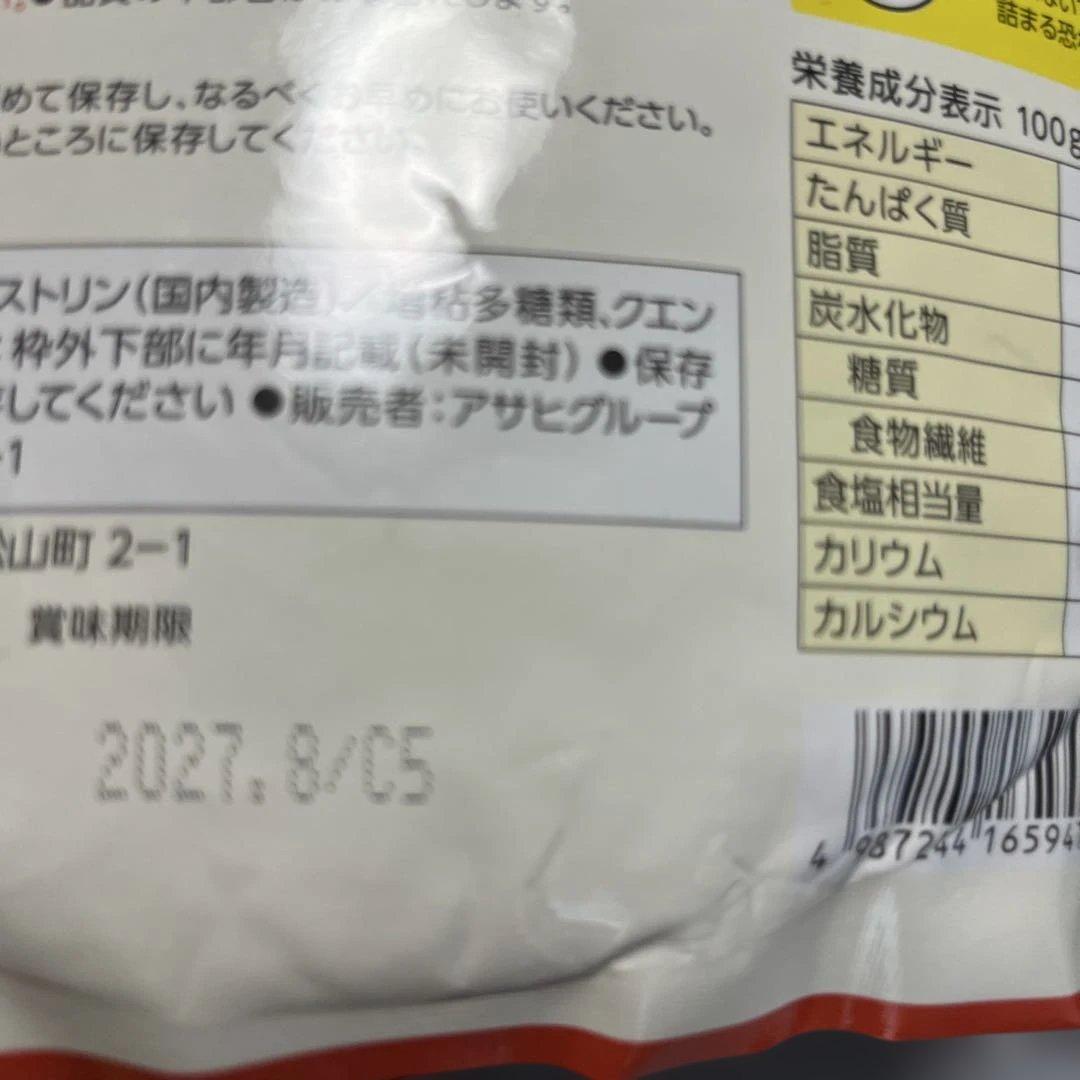 めて保存し、なるべくお早めにお使いください。
ところに保存してください。
ストリン(国内製造)/増粘多糖類、クエン
枠外下部に年月記載(未開封) ●保存
してください ●販売者:アサヒグループ
-1
山町 2-1
賞味期限
2027.8/C5
詰まる恐
栄養成分表示 100g
エネルギー
たんぱく質
脂質
炭水化物
糖質
食物繊維
食塩相当量
カリウム
カルシウム
4 987244 16594